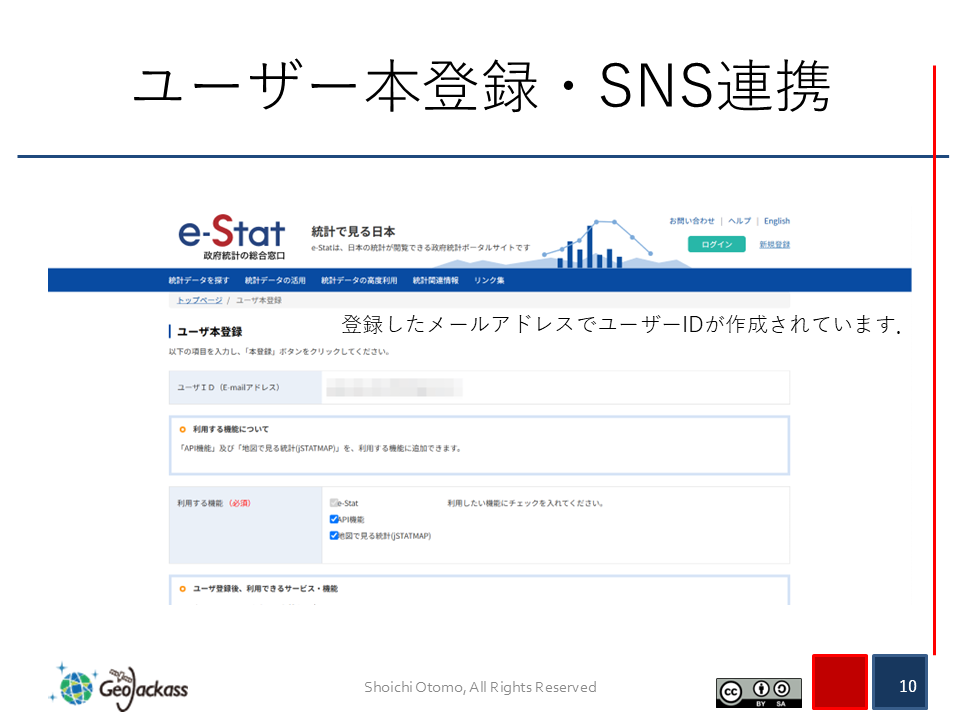 ユーザー本登録・SNS連携
e-Stat
政府統計の総合窓口
統計で見る日本
e-Statは、日本の統計が閲覧できる政府統計ポータルサイトです
お問い合わせ | ヘルプ | English
ログイン 新規登録
統計データを探す 統計データの活用 統計データの高度利用 統計関連情報 リンク集
トップページ / ユーザ本登録
登録したメールアドレスでユーザーIDが作成されています.
ユーザ本登録
以下の項目を入力し、「本登録」ボタンをクリックしてください。
ユーザID（E-mailアドレス）
利用する機能について
「API機能」及び「地図で見る統計(jSTATMAP)」を、利用する機能に追加できます。
利用する機能（必須）
e-Stat 利用したい機能にチェックを入れてください。
API機能
地図で見る統計(jSTATMAP)
ユーザ登録後、利用できるサービス・機能
GeoJackass
Shoichi Otomo, All Rights Reserved
cc BY SA
10